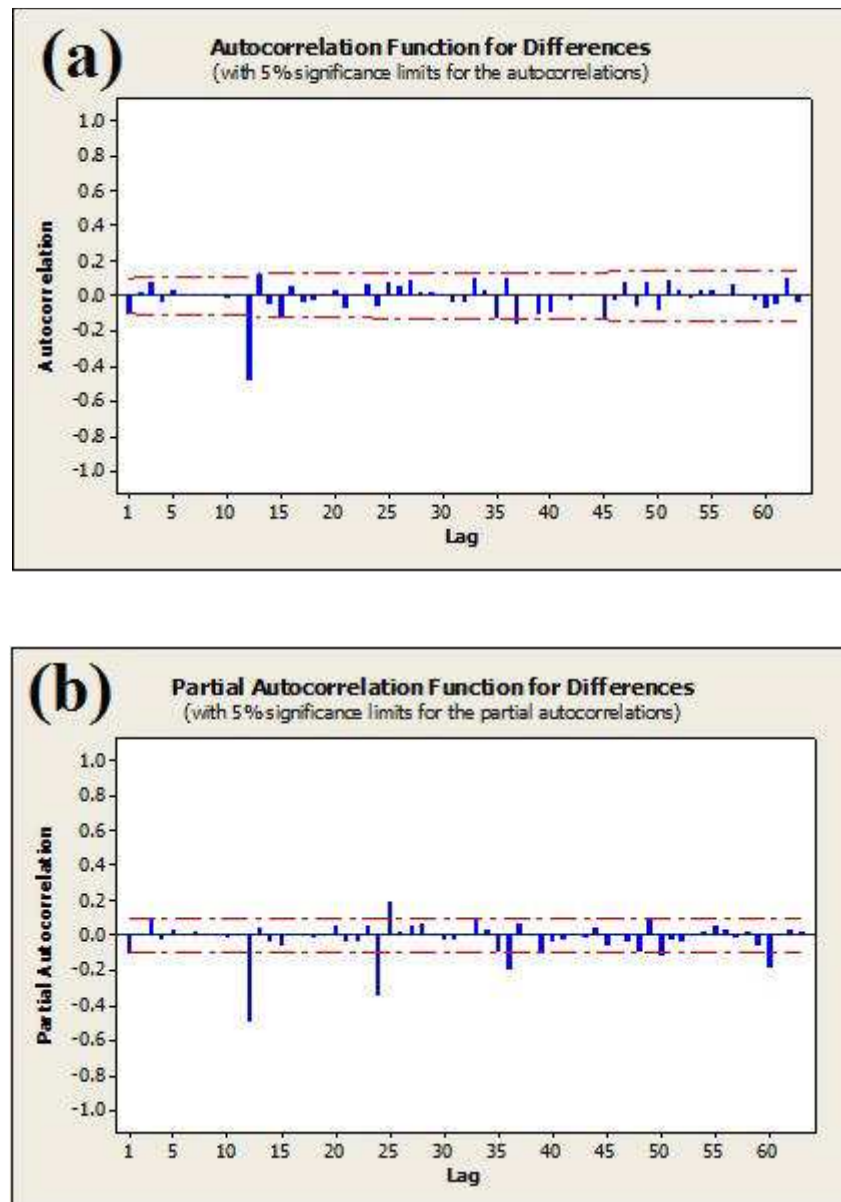 (a)
Autocorrelation Function for Differences
(with 5% significance limits for the autocorrelations)
Autocorrelation
1.0
0.8
0.6
0.4
0.2
0.0
-0.2
-0.4
-0.6
-0.8
-1.0
1 5 10 15 20 25 30 35 40 45 50 55 60
Lag
(b)
Partial Autocorrelation Function for Differences
(with 5% significance limits for the partial autocorrelations)
Partial Autocorrelation
1.0
0.8
0.6
0.4
0.2
0.0
-0.2
-0.4
-0.6
-0.8
-1.0
1 5 10 15 20 25 30 35 40 45 50 55 60
Lag